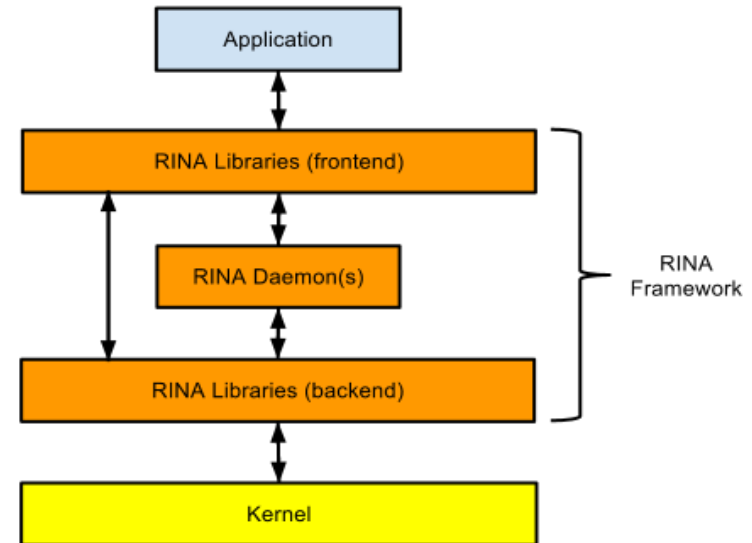 Application
RINA Libraries (frontend)
RINA Daemon(s)
RINA
Framework
RINA Libraries (backend)
Kernel